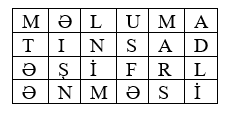 M Ə L U M A
T I N S A D
Ə Ş İ F R L
Ə N M Ə S İ